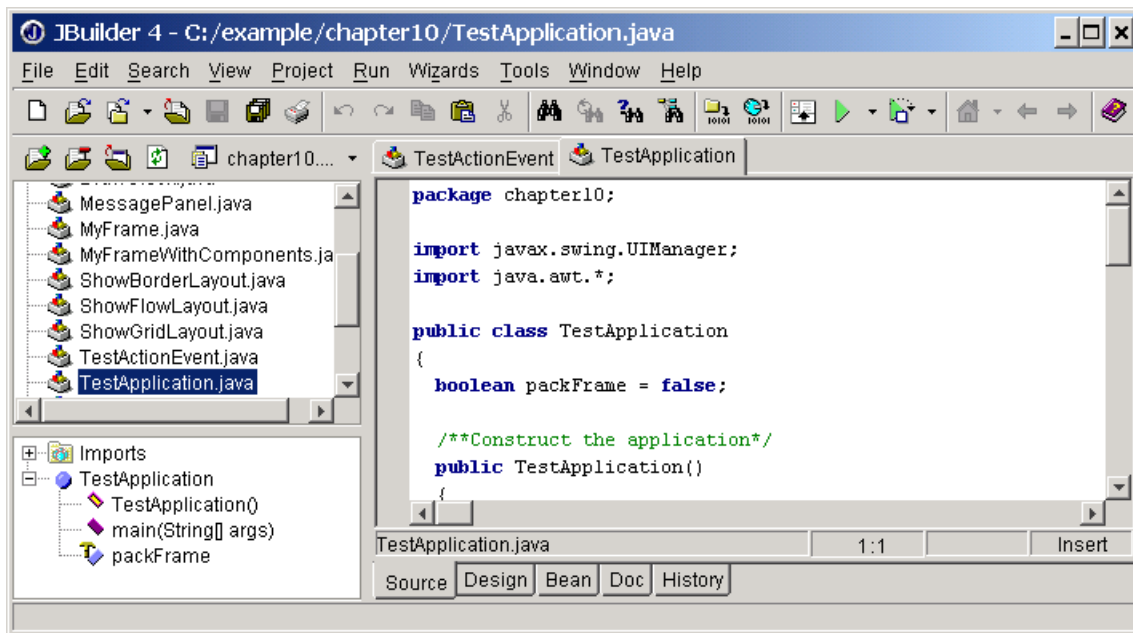 JBuilder 4 - C:/example/chapter10/TestApplication.java
File Edit Search View Project Run Wizards Tools Window Help
chapter10....
MessagePanel.java
MyFrame.java
MyFrameWithComponents.ja
ShowBorderLayout.java
ShowFlowLayout.java
ShowGridLayout.java
TestActionEvent.java
TestApplication.java
Imports
TestApplication
TestApplication()
main(String[] args)
packFrame
TestActionEvent TestApplication
package chapter10;
import javax.swing.UIManager;
import java.awt.*;
public class TestApplication
{
boolean packFrame = false;
/**Construct the application*/
public TestApplication()
{
TestApplication.java 1:1 Insert
Source Design Bean Doc History